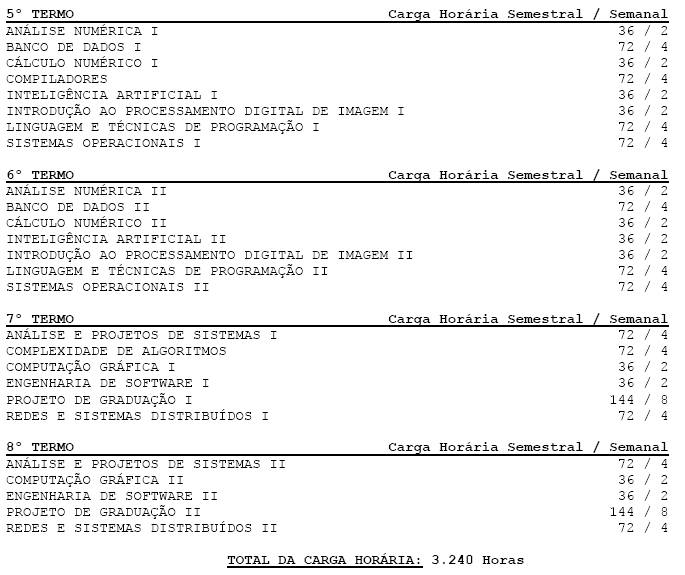 5º TERMO Carga Horária Semestral / Semanal
ANÁLISE NUMÉRICA I 36 / 2
BANCO DE DADOS I 72 / 4
CÁLCULO NUMÉRICO I 36 / 2
COMPILADORES 72 / 4
INTELIGÊNCIA ARTIFICIAL I 36 / 2
INTRODUÇÃO AO PROCESSAMENTO DIGITAL DE IMAGEM I 36 / 2
LINGUAGEM E TÉCNICAS DE PROGRAMAÇÃO I 72 / 4
SISTEMAS OPERACIONAIS I 72 / 4
6º TERMO Carga Horária Semestral / Semanal
ANÁLISE NUMÉRICA II 36 / 2
BANCO DE DADOS II 72 / 4
CÁLCULO NUMÉRICO II 36 / 2
INTELIGÊNCIA ARTIFICIAL II 36 / 2
INTRODUÇÃO AO PROCESSAMENTO DIGITAL DE IMAGEM II 36 / 2
LINGUAGEM E TÉCNICAS DE PROGRAMAÇÃO II 72 / 4
SISTEMAS OPERACIONAIS II 72 / 4
7º TERMO Carga Horária Semestral / Semanal
ANÁLISE E PROJETOS DE SISTEMAS I 72 / 4
COMPLEXIDADE DE ALGORITMOS 72 / 4
COMPUTAÇÃO GRÁFICA I 36 / 2
ENGENHARIA DE SOFTWARE I 36 / 2
PROJETO DE GRADUAÇÃO I 144 / 8
REDES E SISTEMAS DISTRIBUÍDOS I 72 / 4
8º TERMO Carga Horária Semestral / Semanal
ANÁLISE E PROJETOS DE SISTEMAS II 72 / 4
COMPUTAÇÃO GRÁFICA II 36 / 2
ENGENHARIA DE SOFTWARE II 36 / 2
PROJETO DE GRADUAÇÃO II 144 / 8
REDES E SISTEMAS DISTRIBUÍDOS II 72 / 4
TOTAL DA CARGA HORÁRIA: 3.240 Horas